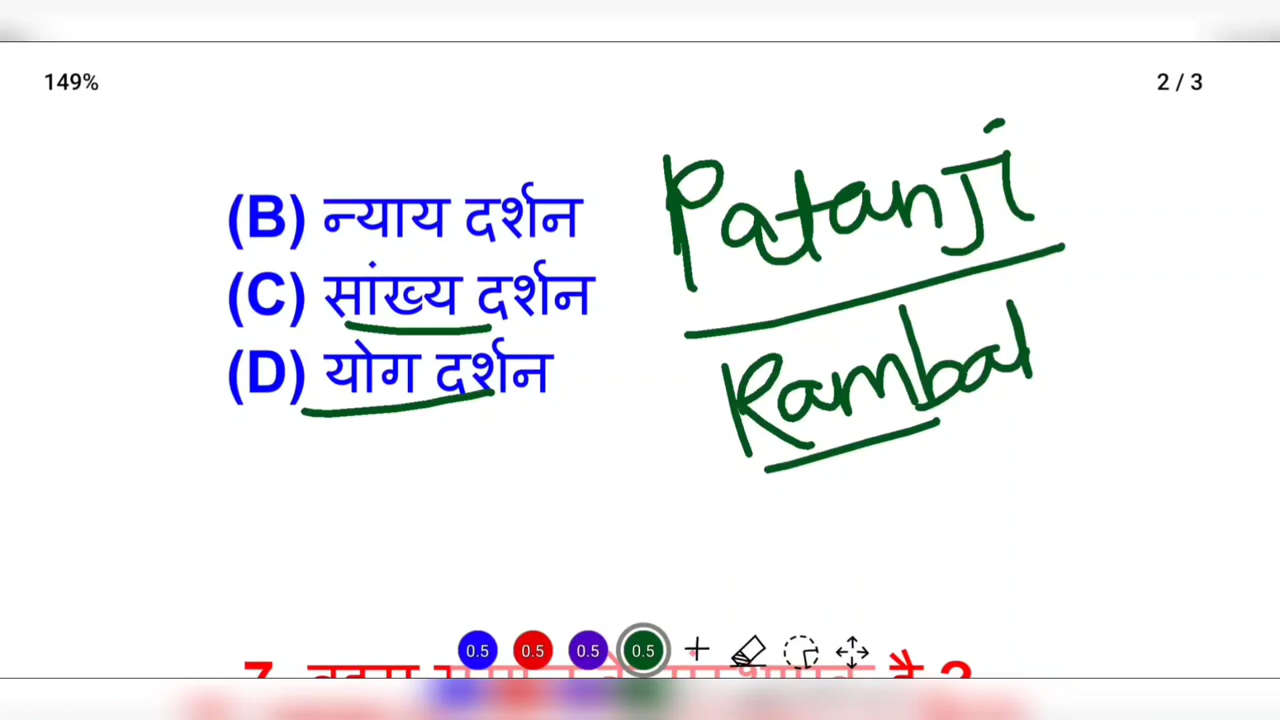 149%
2 / 3
(B) न्याय दर्शन
(C) सांख्य दर्शन
(D) योग दर्शन
Patanji
Rambal
0.5 0.5 0.5 0.5
7.
है ?